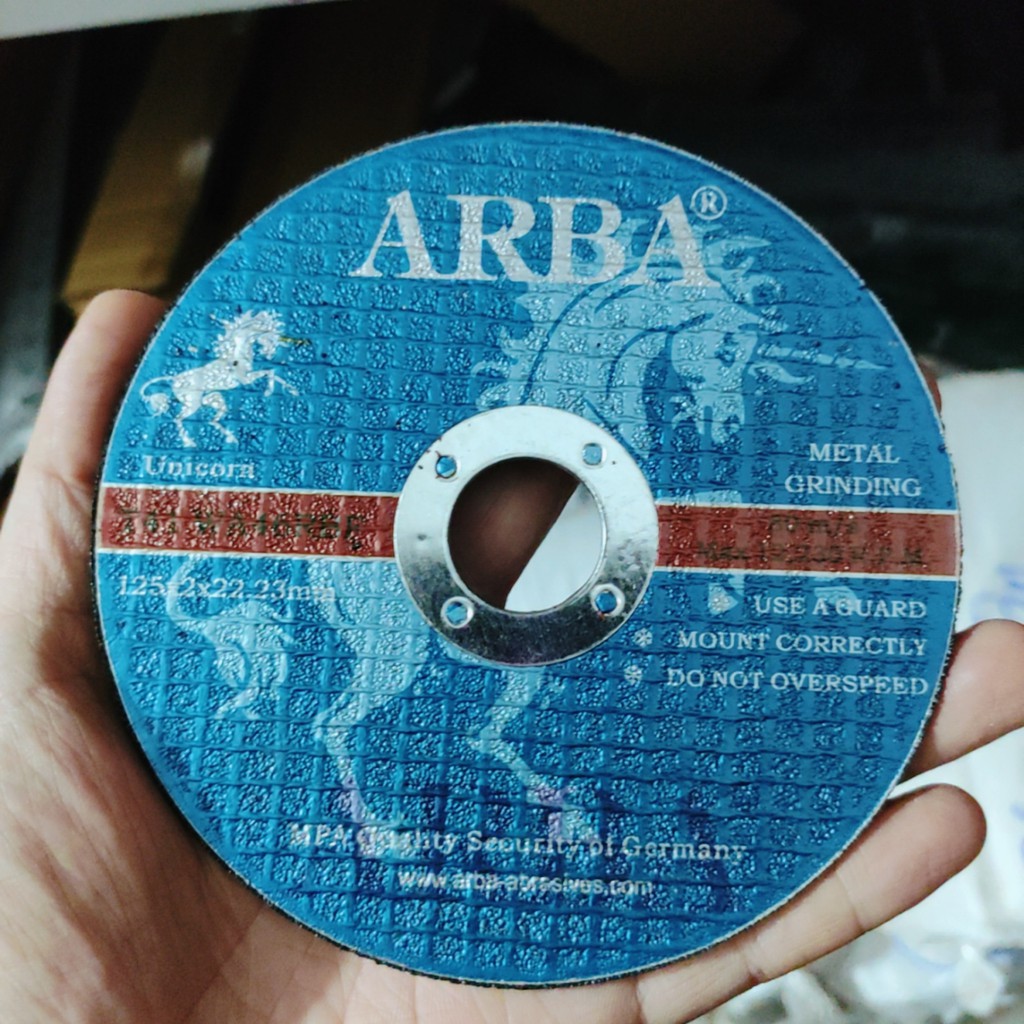 ARBA®
Unicorn
METAL
GRINDING
125x2x22.23mm
USE A GUARD
* MOUNT CORRECTLY
* DO NOT OVERSPEED
MPA Quality Security of Germany
www.arba-abrasives.com